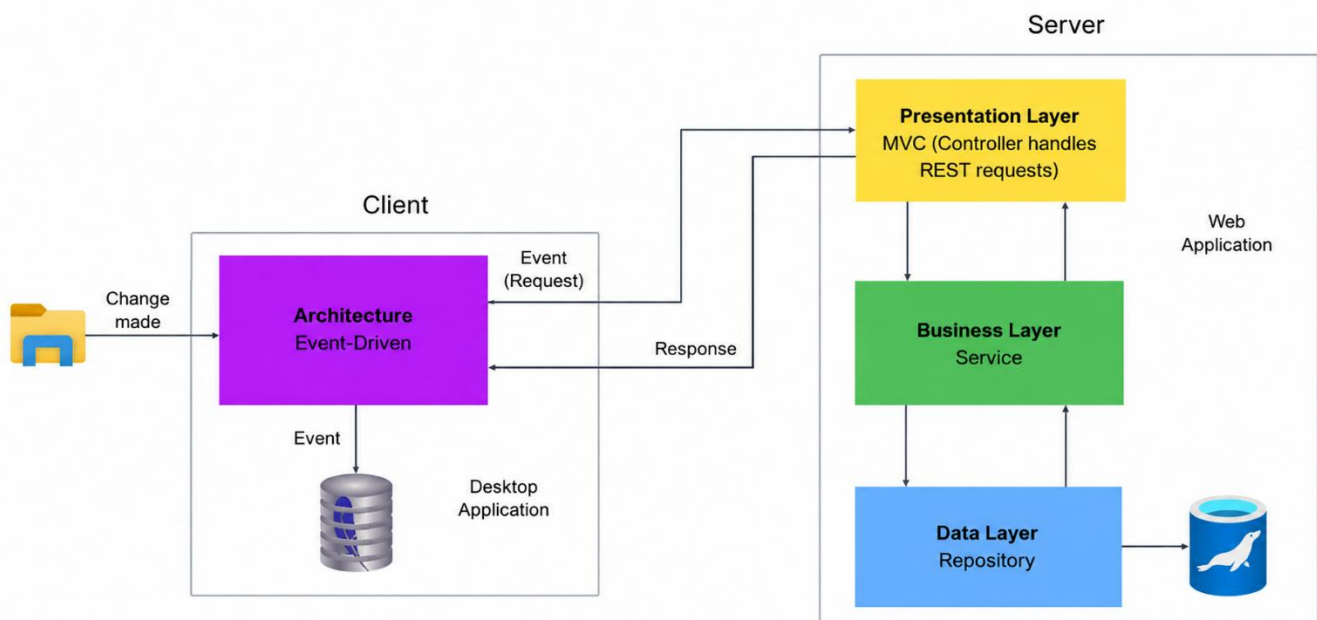 Server
Presentation Layer
MVC (Controller handles
REST requests)
Web
Application
Client
Event
(Request)
Change
made
Architecture
Event-Driven
Response
Business Layer
Service
Event
Desktop
Application
Data Layer
Repository